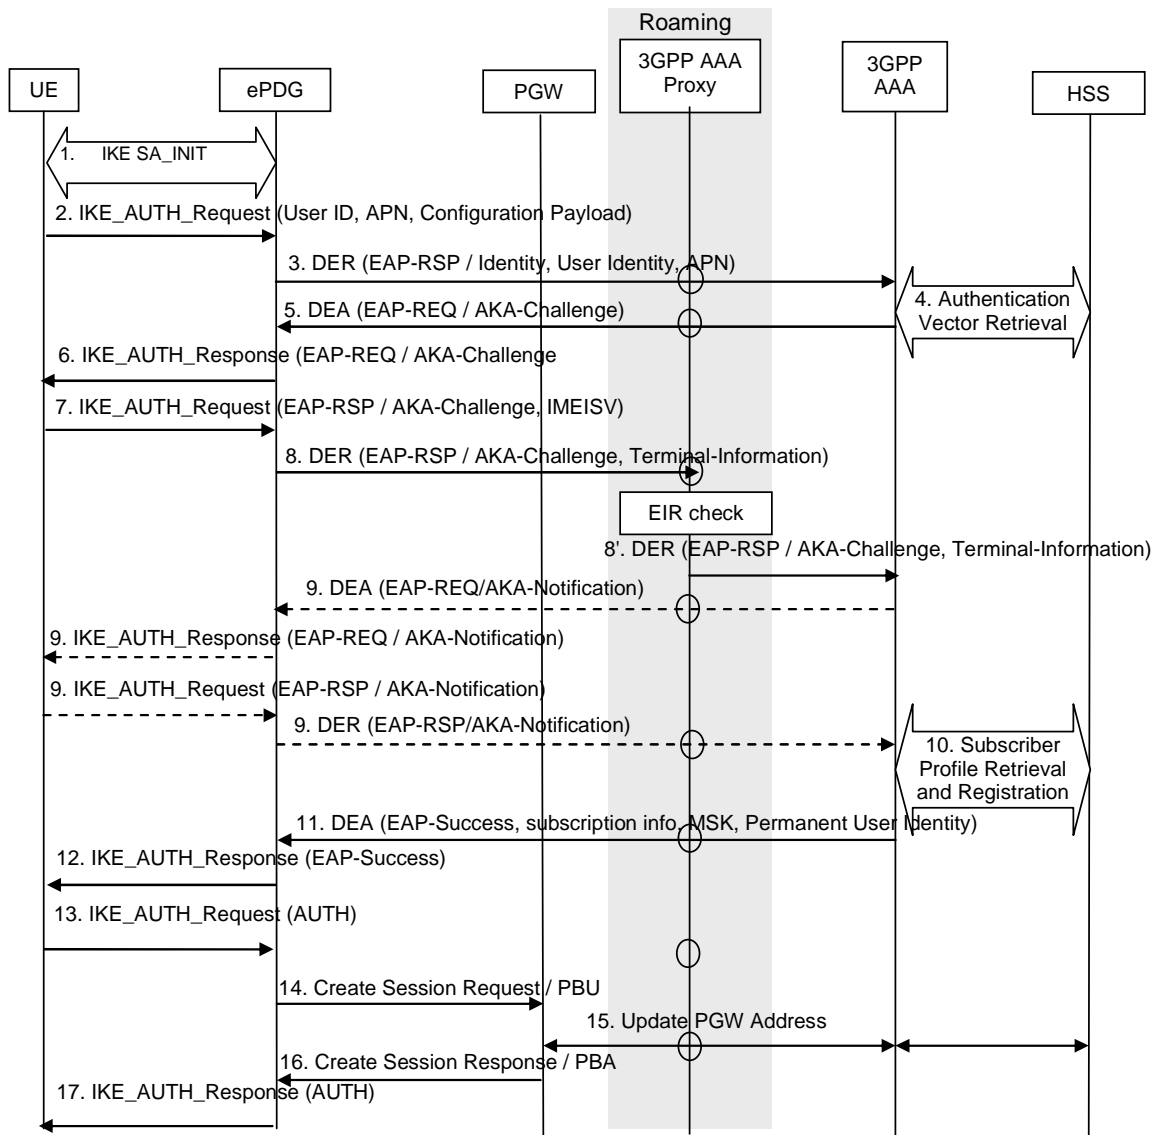 Roaming
UE
ePDG
PGW
3GPP AAA
Proxy
3GPP
AAA
HSS
1. IKE SA_INIT
2. IKE_AUTH_Request (User ID, APN, Configuration Payload)
3. DER (EAP-RSP / Identity, User Identity, APN)
4. Authentication
Vector Retrieval
5. DEA (EAP-REQ / AKA-Challenge)
6. IKE_AUTH_Response (EAP-REQ / AKA-Challenge
7. IKE_AUTH_Request (EAP-RSP / AKA-Challenge, IMEISV)
8. DER (EAP-RSP / AKA-Challenge, Terminal-Information)
EIR check
8'. DER (EAP-RSP / AKA-Challenge, Terminal-Information)
9. DEA (EAP-REQ/AKA-Notification)
9. IKE_AUTH_Response (EAP-REQ / AKA-Notification)
9. IKE_AUTH_Request (EAP-RSP / AKA-Notification)
9. DER (EAP-RSP/AKA-Notification)
10. Subscriber
Profile Retrieval
and Registration
11. DEA (EAP-Success, subscription info, MSK, Permanent User Identity)
12. IKE_AUTH_Response (EAP-Success)
13. IKE_AUTH_Request (AUTH)
14. Create Session Request / PBU
15. Update PGW Address
16. Create Session Response / PBA
17. IKE_AUTH_Response (AUTH)